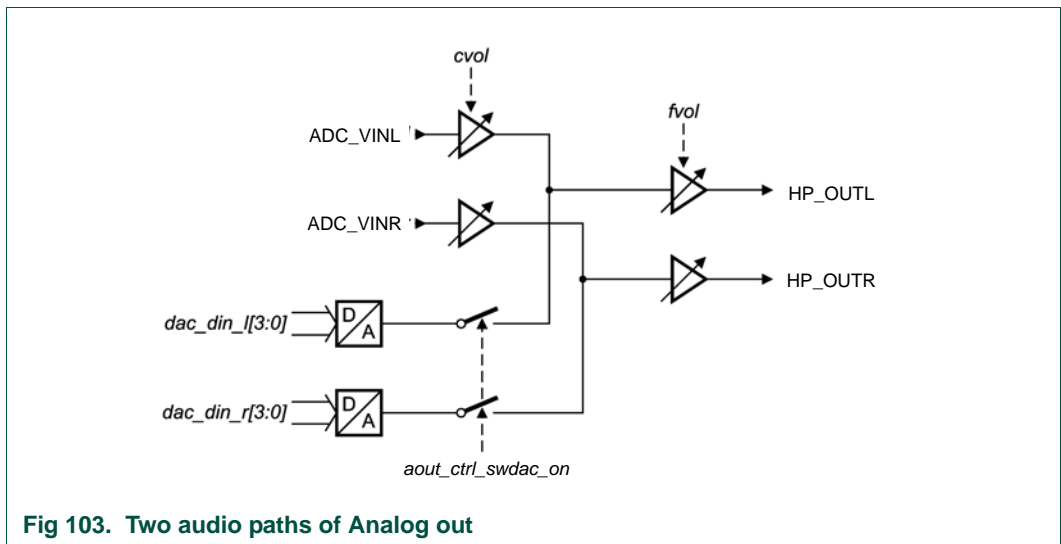 cvol
fvol
ADC_VINL
HP_OUTL
ADC_VINR
HP_OUTR
dac_din_l[3:0]
D
A
dac_din_r[3:0]
D
A
aout_ctrl_swdac_on
Fig 103. Two audio paths of Analog out